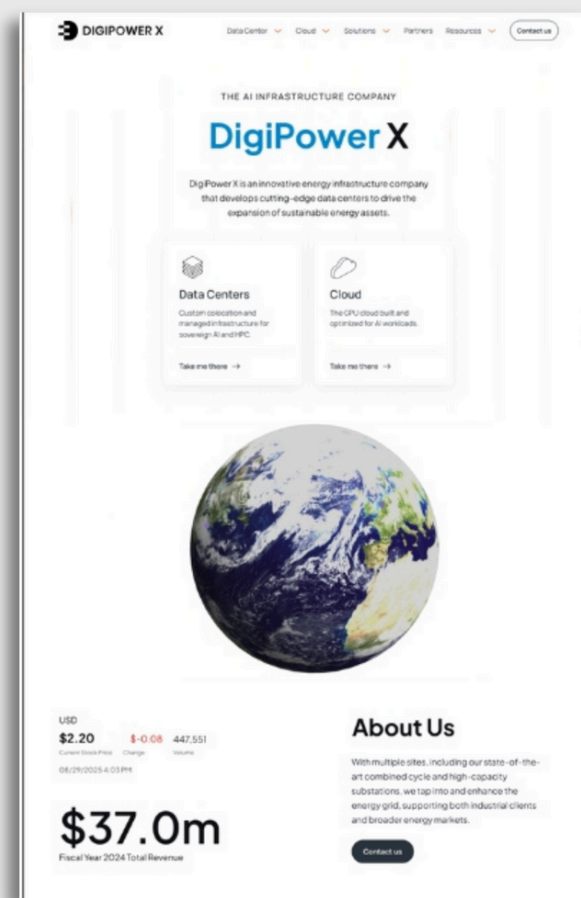 DIGIPOWER X
Data Center Cloud Solutions Partners Resources Contact us
THE AI INFRASTRUCTURE COMPANY
DigiPower X
DigiPower X is an innovative energy infrastructure company
that develops cutting-edge data centers to drive the
expansion of sustainable energy assets.
Data Centers
Custom colocation and
managed infrastructure for
sovereign AI and HPC.
Take me there →
Cloud
The GPU cloud built and
optimized for AI workloads.
Take me there →
USD
$2.20 $-0.08 447,551
Current Stock Price Change Volume
08/29/2025 4:03 PM
$37.0m
Fiscal Year 2024 Total Revenue
About Us
With multiple sites, including our state-of-the-
art combined cycle and high-capacity
substations, we tap into and enhance the
energy grid, supporting both industrial clients
and broader energy markets.
Contact us